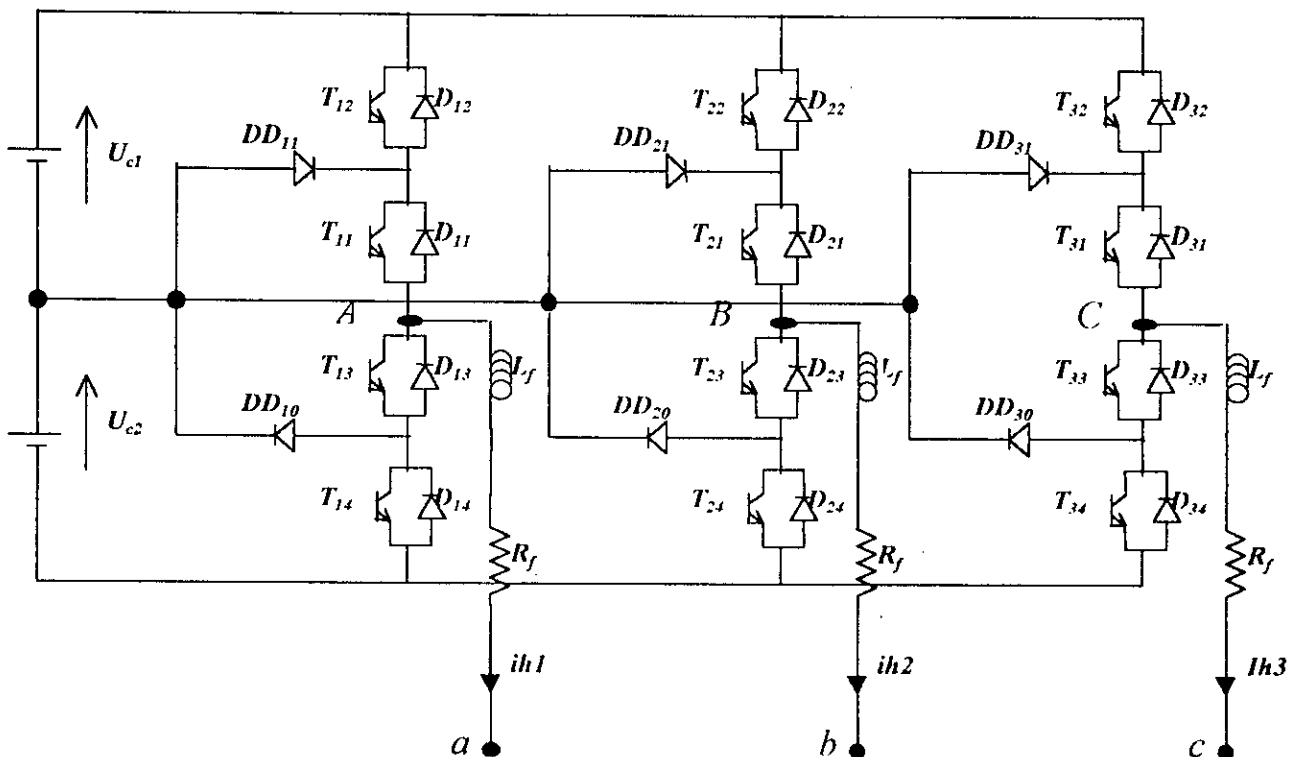 T12 D12 T22 D22 T32 D32
Uc1 DD11 DD21 DD31
T11 D11 T21 D21 T31 D31
A B C
T13 D13 Lf T23 D23 Lf T33 D33 Lf
Uc2 DD10 DD20 DD30
T14 D14 T24 D24 T34 D34
Rf Rf Rf
ih1 ih2 Ih3
a b c